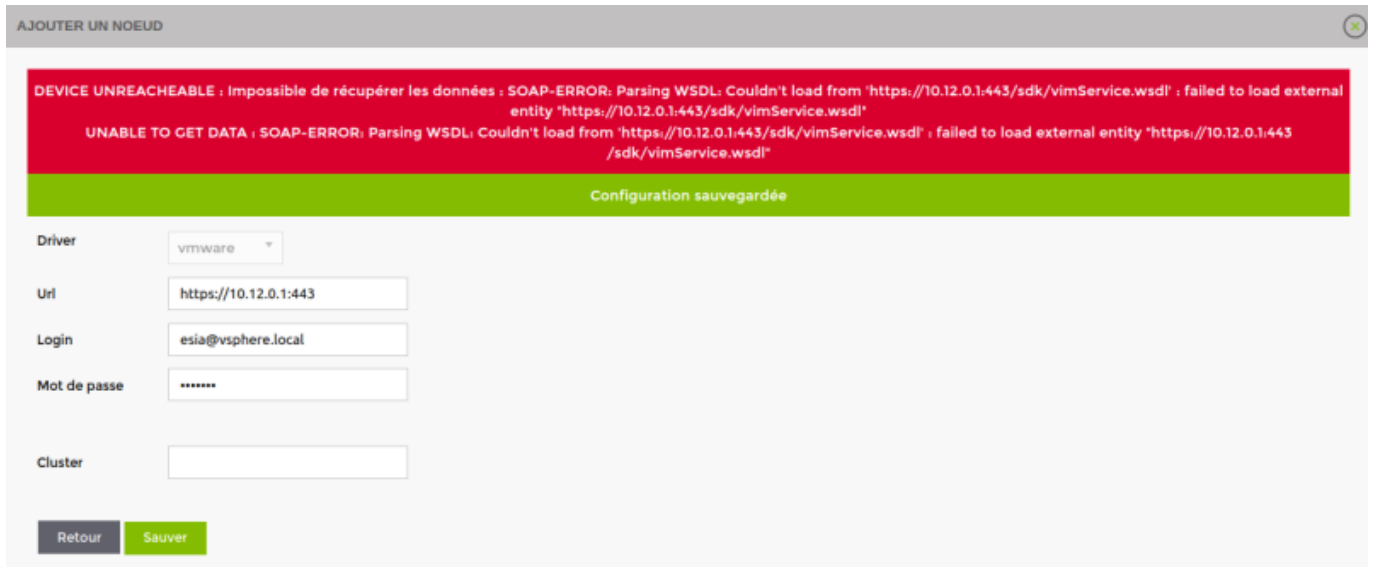 AJOUTER UN NOEUD
DEVICE UNREACHEABLE : Impossible de récupérer les données : SOAP-ERROR: Parsing WSDL: Couldn't load from 'https://10.12.0.1:443/sdk/vimService.wsdl' : failed to load external
entity "https://10.12.0.1:443/sdk/vimService.wsdl"
UNABLE TO GET DATA : SOAP-ERROR: Parsing WSDL: Couldn't load from 'https://10.12.0.1:443/sdk/vimService.wsdl' : failed to load external entity "https://10.12.0.1:443
/sdk/vimService.wsdl"
Configuration sauvegardée
Driver
vmware
Url
https://10.12.0.1:443
Login
esia@vsphere.local
Mot de passe
•••••••
Cluster
Retour
Sauver